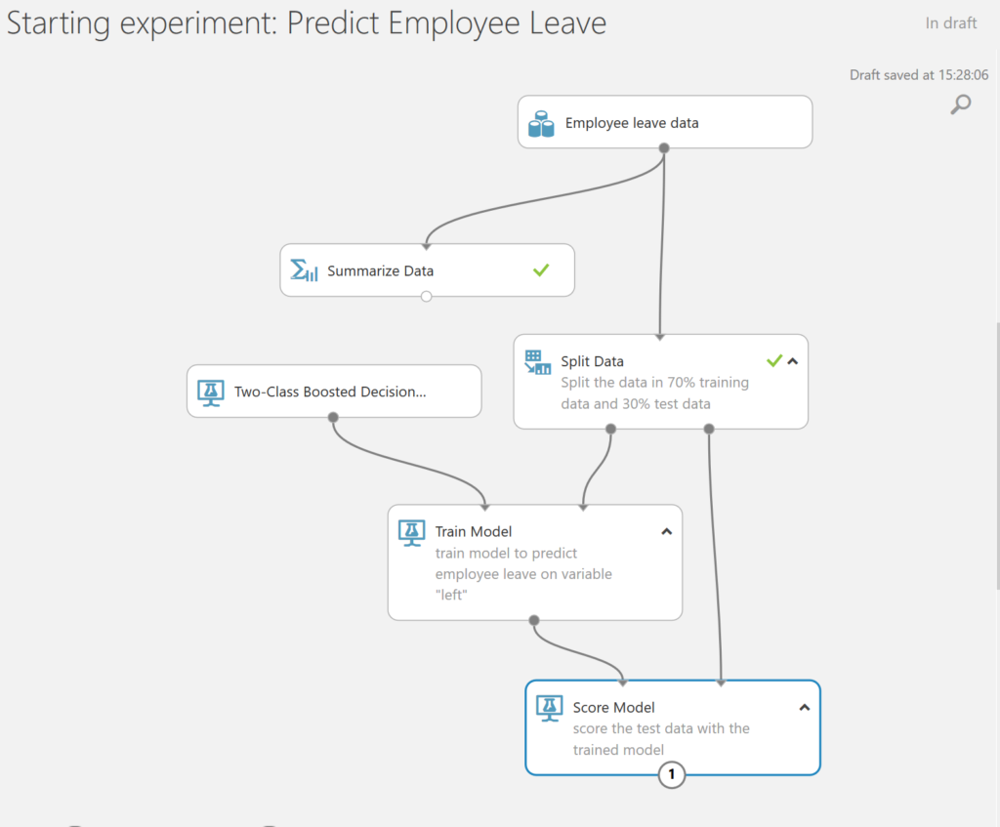 Starting experiment: Predict Employee Leave
In draft
Draft saved at 15:28:06
Employee leave data
Summarize Data
Split Data
Split the data in 70% training
data and 30% test data
Two-Class Boosted Decision...
Train Model
train model to predict
employee leave on variable
"left"
Score Model
score the test data with the
trained model
1